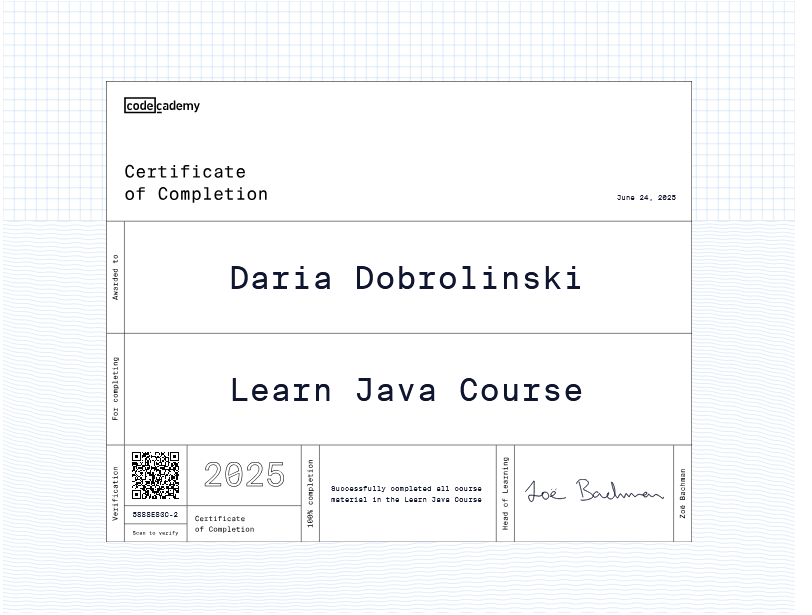 codecademy
Certificate
of Completion
June 24, 2025
Awarded to
Daria Dobrolinski
For completing
Learn Java Course
Verification
Scan to verify
2025
Certificate
of Completion
100% completion
Successfully completed all course
material in the Learn Java Course
Head of Learning
Zoë Bachman
Zoë Bachman